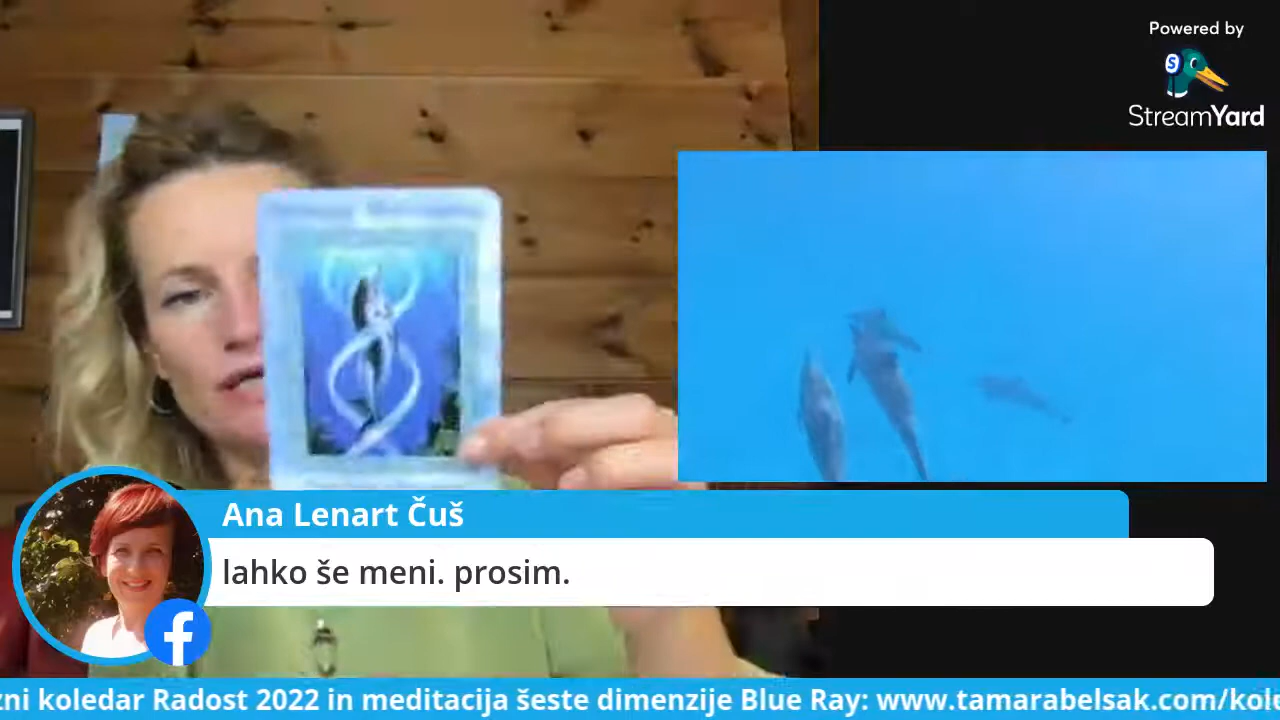 Powered by
StreamYard
Ana Lenart Čuš
lahko še meni. prosim.
zni koledar Radost 2022 in meditacija šeste dimenzije Blue Ray: www.tamarabelsak.com/kole